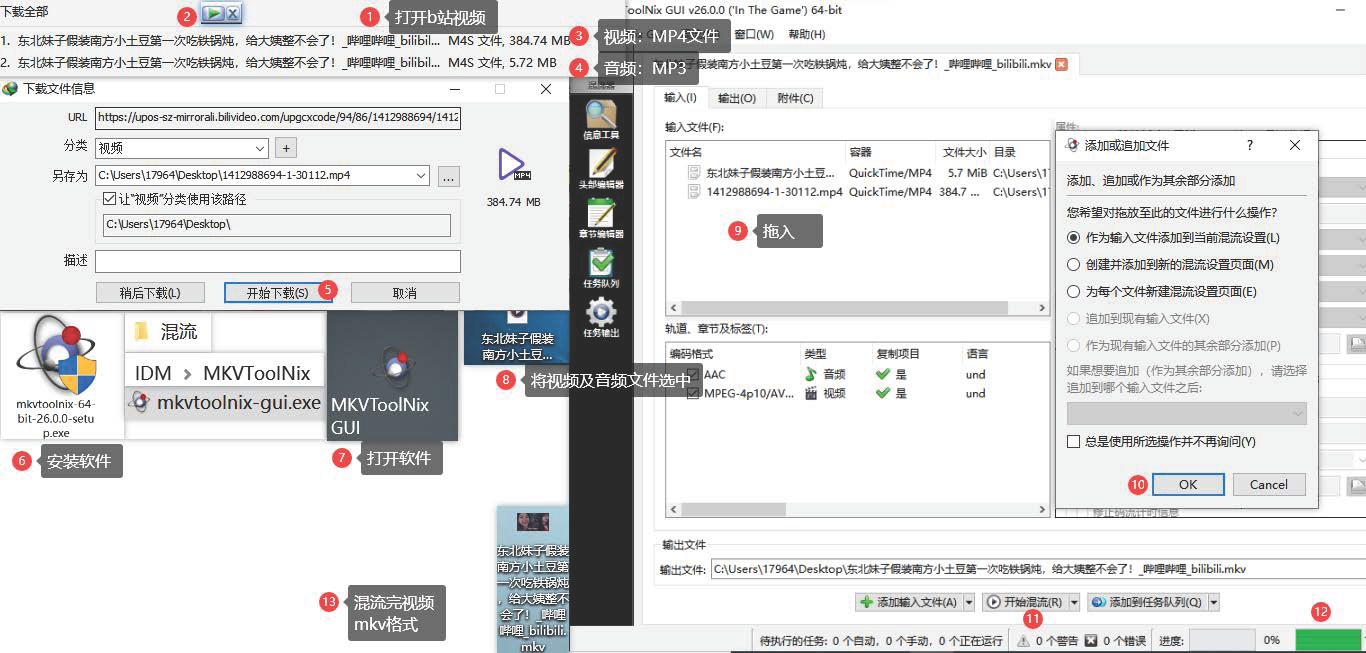 下载全部
2
1
打开b站视频
1. 东北妹子假装南方小土豆第一次吃铁锅炖，给大姨整不会了！_哔哩哔哩_bilibil... M4S 文件, 384.74 MB
2. 东北妹子假装南方小土豆第一次吃铁锅炖，给大姨整不会了！_哔哩哔哩_bilibil... M4S 文件, 5.72 MB
3
视频：MP4文件
4
音频：MP3
下载文件信息
URL
https://upos-sz-mirrorali.bilivideo.com/upgcxcode/94/86/1412988694/1412
分类
视频
+
另存为
C:\Users\17964\Desktop\1412988694-1-30112.mp4
...
MP4
384.74 MB
让“视频”分类使用该路径
C:\Users\17964\Desktop\
描述
稍后下载(L)
开始下载(S)
5
取消
mkvtoolnix-64-
bit-26.0.0-setu
p.exe
6
安装软件
混流
IDM > MKVToolNix
mkvtoolnix-gui.exe
MKVToolNix
GUI
7
打开软件
东北妹子假装
南方小土豆...
8
将视频及音频文件选中
东北妹子假装
南方小土豆第
一次吃铁锅炖
，给大姨整不
会了！_哔哩
哔哩_bilibili.
mkv
13
混流完视频
mkv格式
oolNix GUI v26.0.0 ('In The Game') 64-bit
窗口(W)
帮助(H)
东北妹子假装南方小土豆第一次吃铁锅炖，给大姨整不会了！_哔哩哔哩_bilibili.mkv
信息工具
头部编辑器
章节编辑器
任务队列
任务输出
输入(I)
输出(O)
附件(C)
输入文件(F):
属性:
文件名
容器
文件大小
目录
东北妹子假装南方小土豆...
QuickTime/MP4
5.7 MiB
C:\Users\1
1412988694-1-30112.mp4
QuickTime/MP4
384.7 ...
C:\Users\1
9
拖入
轨道、章节及标签(T):
编码格式
类型
复制项目
语言
AAC
音频
是
und
MPEG-4p10/AV...
视频
是
und
添加或追加文件
?
添加、追加或作为其余部分添加
您希望对拖放至此的文件进行什么操作?
作为输入文件添加到当前混流设置(L)
创建并添加到新的混流设置页面(M)
为每个文件新建混流设置页面(E)
追加到现有输入文件(X)
作为现有输入文件的其余部分添加(P)
如果想要追加（作为其余部分添加），请选择
追加到哪个输入文件之后:
总是使用所选操作并不再询问(Y)
10
OK
Cancel
修正码流计时信息
输出文件
输出文件:
C:\Users\17964\Desktop\东北妹子假装南方小土豆第一次吃铁锅炖，给大姨整不会了！_哔哩哔哩_bilibili.mkv
添加输入文件(A)
开始混流(R)
添加到任务队列(Q)
11
12
待执行的任务: 0 个自动，0 个手动，0 个正在运行
0 个警告
0 个错误
进度:
0%